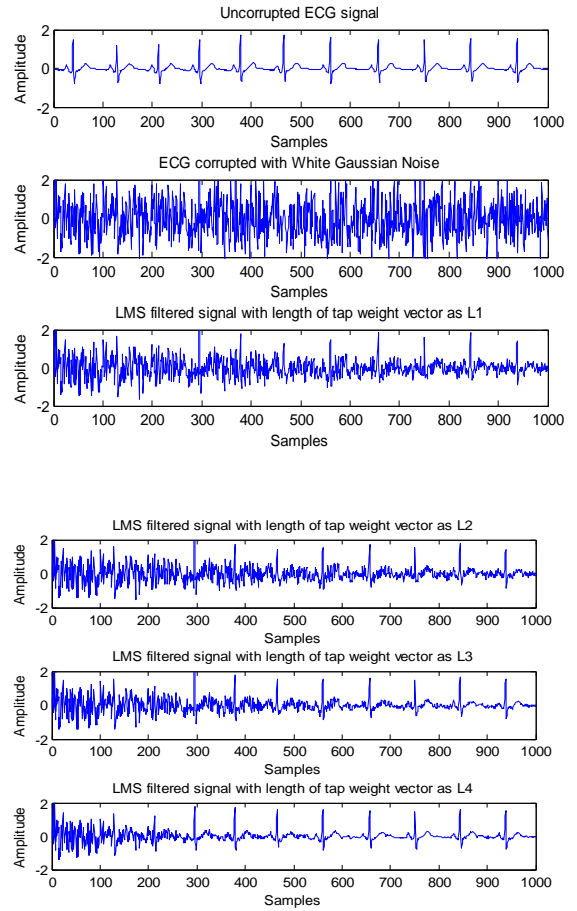 Uncorrupted ECG signal
2
0
-2
Amplitude
0 100 200 300 400 500 600 700 800 900 1000
Samples
ECG corrupted with White Gaussian Noise
2
0
-2
Amplitude
0 100 200 300 400 500 600 700 800 900 1000
Samples
LMS filtered signal with length of tap weight vector as L1
2
0
-2
Amplitude
0 100 200 300 400 500 600 700 800 900 1000
Samples
LMS filtered signal with length of tap weight vector as L2
2
0
-2
Amplitude
0 100 200 300 400 500 600 700 800 900 1000
Samples
LMS filtered signal with length of tap weight vector as L3
2
0
-2
Amplitude
0 100 200 300 400 500 600 700 800 900 1000
Samples
LMS filtered signal with length of tap weight vector as L4
2
0
-2
Amplitude
0 100 200 300 400 500 600 700 800 900 1000
Samples